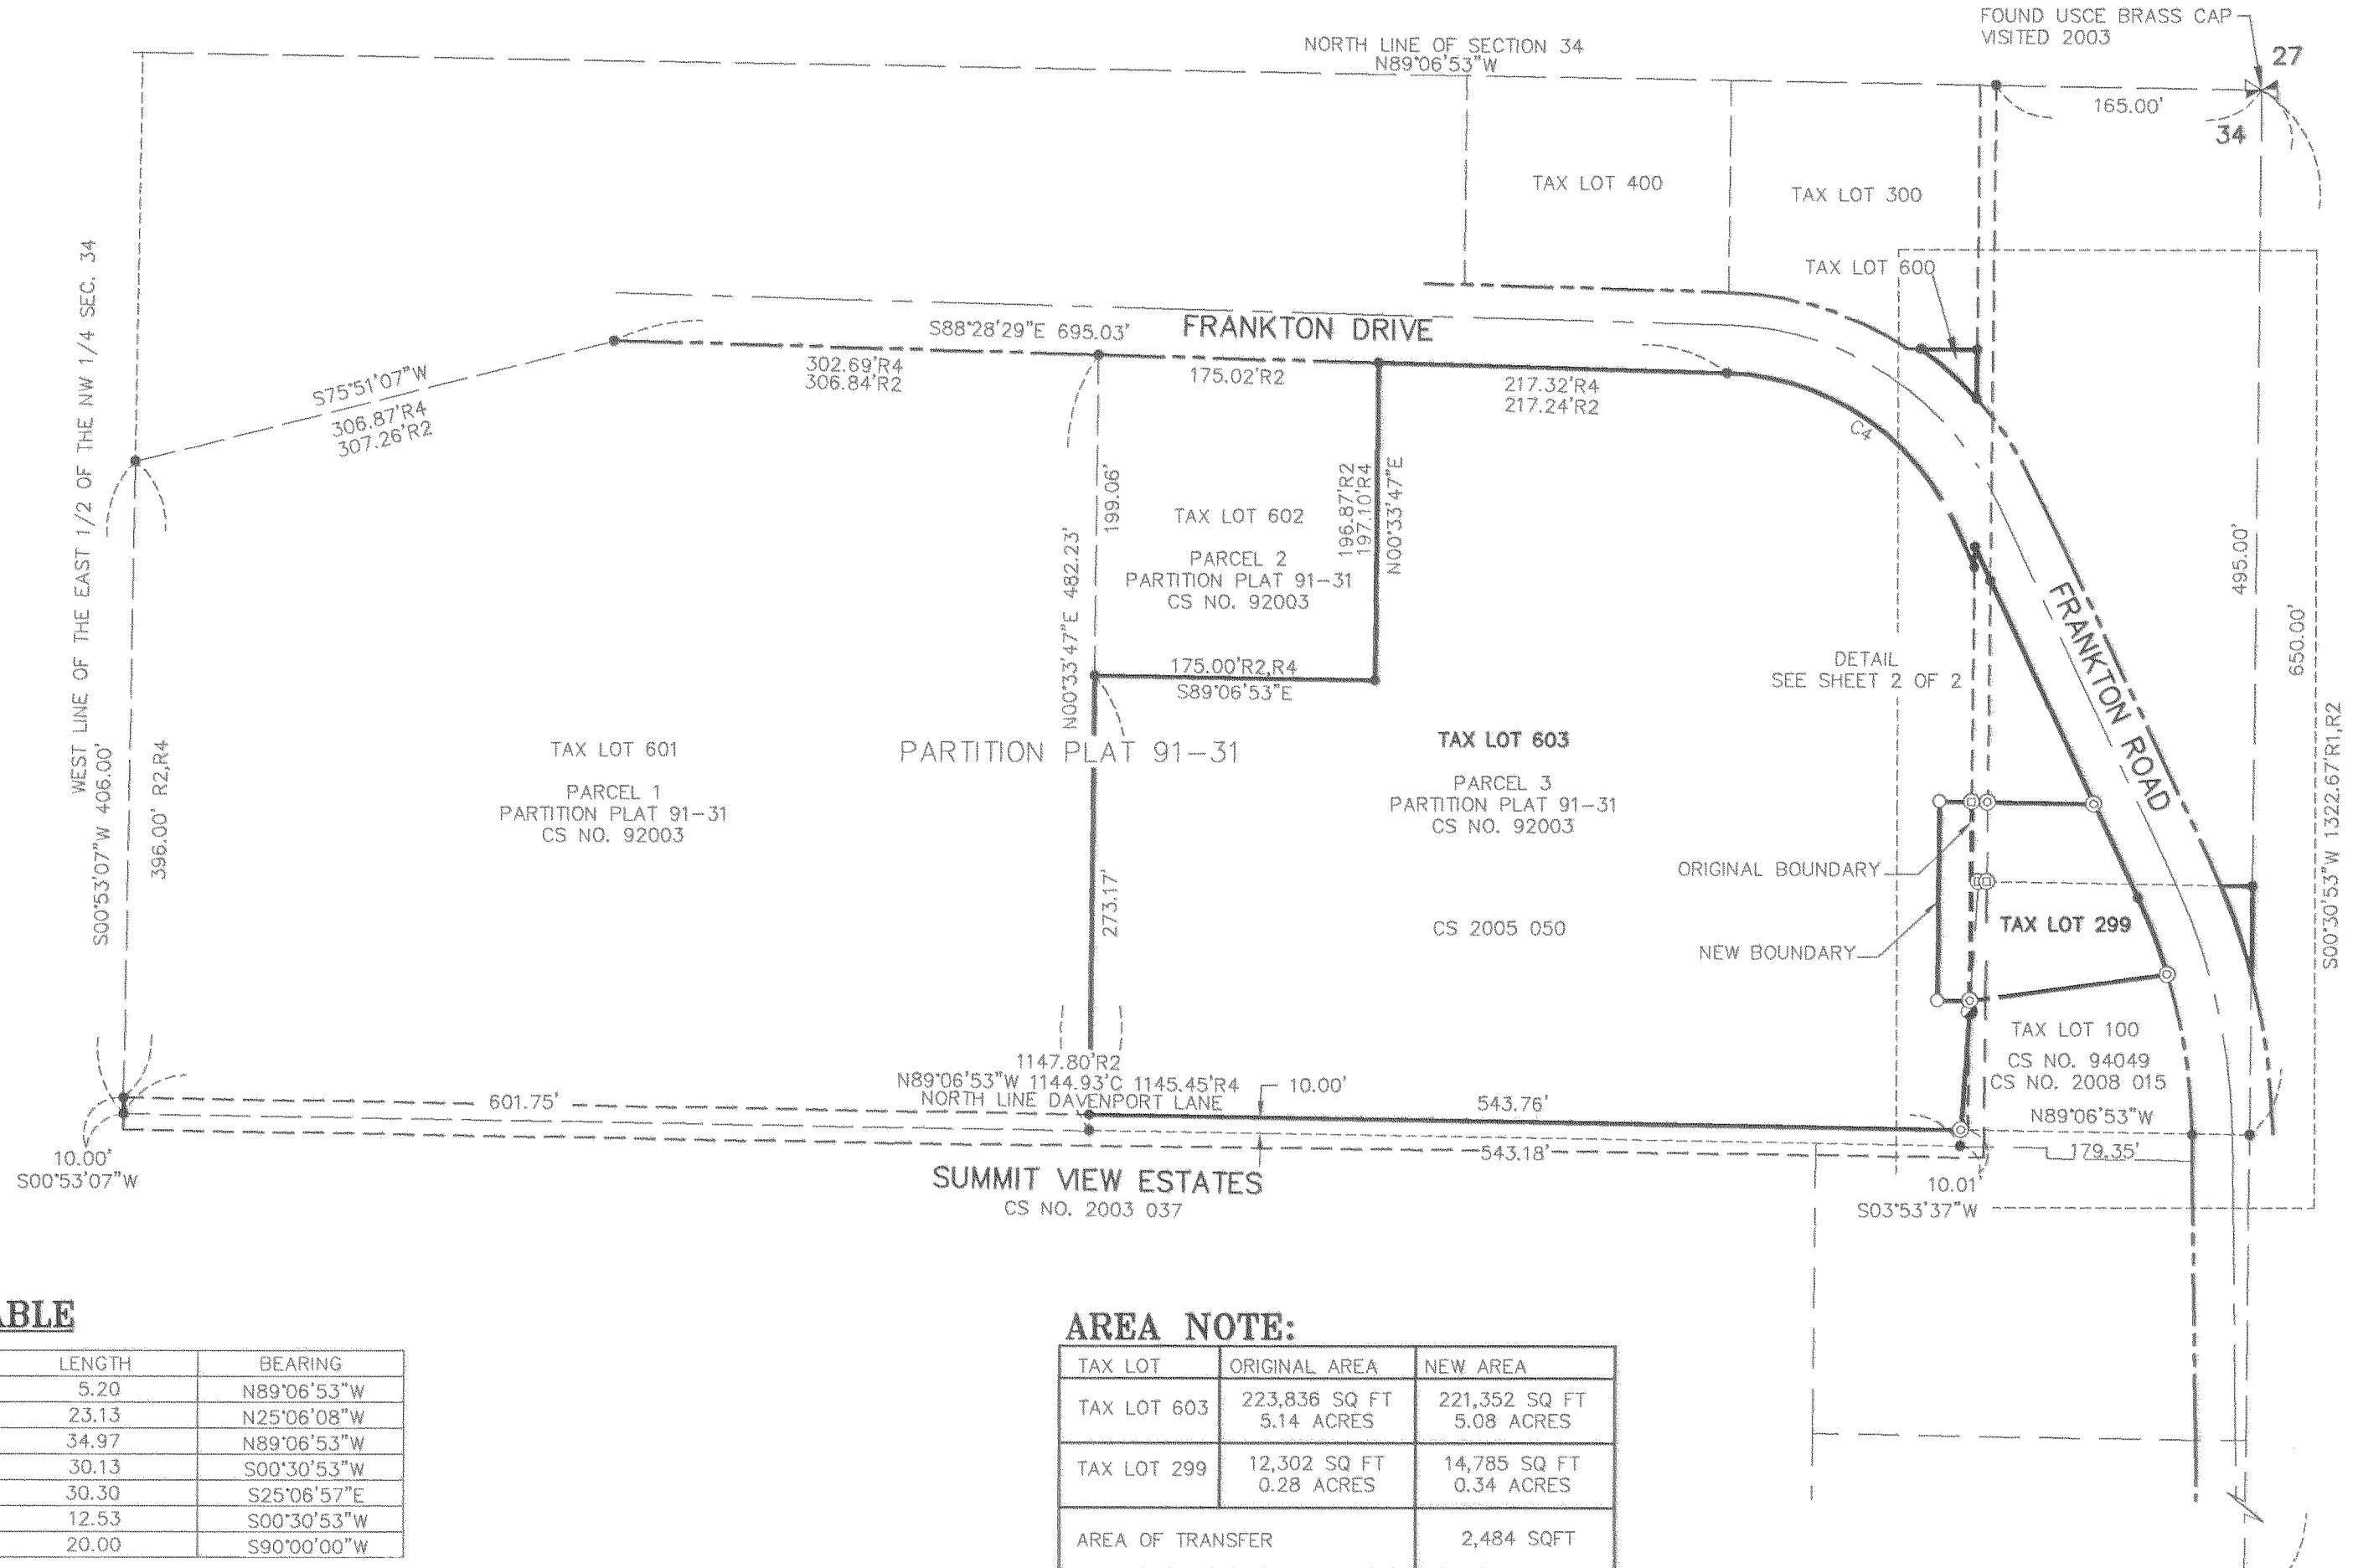 FOUND USCE BRASS CAP
VISITED 2003
27
34
NORTH LINE OF SECTION 34
N89°06'53"W
165.00'
TAX LOT 400
TAX LOT 300
TAX LOT 600
WEST LINE OF THE EAST 1/2 OF THE NW 1/4 SEC. 34
S00°53'07"W 406.00'
396.00' R2,R4
S75°51'07"W
306.87'R4
307.26'R2
S88°28'29"E 695.03'
FRANKTON DRIVE
302.69'R4
306.84'R2
175.02'R2
217.32'R4
217.24'R2
C4
199.06'
N00°33'47"E 482.23'
196.87'R2
197.10'R4
N00°33'47"E
TAX LOT 602
PARCEL 2
PARTITION PLAT 91-31
CS NO. 92003
175.00'R2,R4
S89°06'53"E
DETAIL
SEE SHEET 2 OF 2
FRANKTON ROAD
495.00'
650.00'
S00°30'53"W 1322.67'R1,R2
TAX LOT 601
PARCEL 1
PARTITION PLAT 91-31
CS NO. 92003
PARTITION PLAT 91-31
TAX LOT 603
PARCEL 3
PARTITION PLAT 91-31
CS NO. 92003
CS 2005 050
ORIGINAL BOUNDARY
NEW BOUNDARY
273.17'
TAX LOT 299
TAX LOT 100
CS NO. 94049
CS NO. 2008 015
N89°06'53"W
179.35'
1147.80'R2
N89°06'53"W 1144.93'C 1145.45'R4
NORTH LINE DAVENPORT LANE
10.00'
601.75'
543.76'
543.18'
10.00'
S00°53'07"W
10.01'
S03°53'37"W
SUMMIT VIEW ESTATES
CS NO. 2003 037
ABLE
LENGTH BEARING
5.20 N89°06'53"W
23.13 N25°06'08"W
34.97 N89°06'53"W
30.13 S00°30'53"W
30.30 S25°06'57"E
12.53 S00°30'53"W
20.00 S90°00'00"W
AREA NOTE:
TAX LOT ORIGINAL AREA NEW AREA
TAX LOT 603 223,836 SQ FT 221,352 SQ FT
5.14 ACRES 5.08 ACRES
TAX LOT 299 12,302 SQ FT 14,785 SQ FT
0.28 ACRES 0.34 ACRES
AREA OF TRANSFER 2,484 SQFT